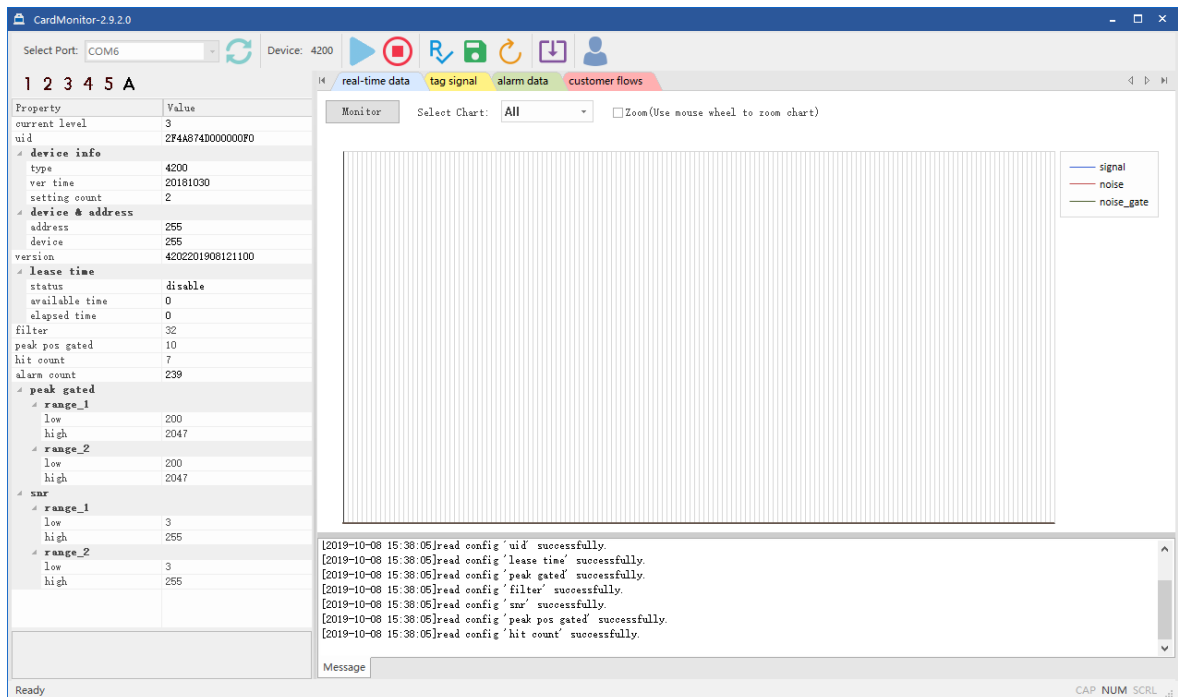 CardMonitor-2.9.2.0
Select Port: COM6 Device: 4200
1 2 3 4 5 A
Property Value
current level 3
uid 2F4A874D000000F0
device info
type 4200
ver time 20181030
setting count 2
device & address
address 255
device 255
version 4202201908121100
lease time
status disable
available time 0
elapsed time 0
filter 32
peak pos gated 10
hit count 7
alarm count 239
peak gated
range_1
low 200
high 2047
range_2
low 200
high 2047
snr
range_1
low 3
high 255
range_2
low 3
high 255
real-time data tag signal alarm data customer flows
Monitor Select Chart: All Zoom(Use mouse wheel to zoom chart)
signal
noise
noise_gate
[2019-10-08 15:38:05]read config 'uid' successfully.
[2019-10-08 15:38:05]read config 'lease time' successfully.
[2019-10-08 15:38:05]read config 'peak gated' successfully.
[2019-10-08 15:38:05]read config 'filter' successfully.
[2019-10-08 15:38:05]read config 'snr' successfully.
[2019-10-08 15:38:05]read config 'peak pos gated' successfully.
[2019-10-08 15:38:05]read config 'hit count' successfully.
Message
Ready CAP NUM SCRL